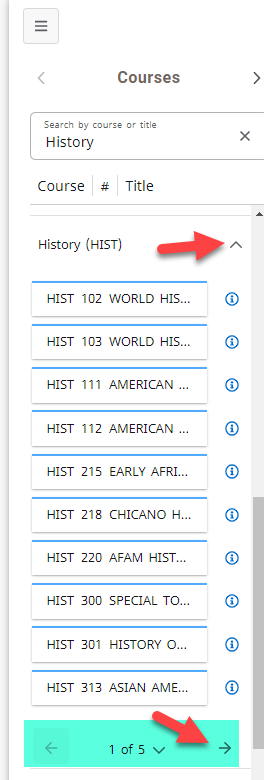 Courses
Search by course or title
History
Course # Title
History (HIST)
HIST 102 WORLD HIS...
HIST 103 WORLD HIS...
HIST 111 AMERICAN ...
HIST 112 AMERICAN ...
HIST 215 EARLY AFRI...
HIST 218 CHICANO H...
HIST 220 AFAM HIST...
HIST 300 SPECIAL TO...
HIST 301 HISTORY O...
HIST 313 ASIAN AME...
1 of 5